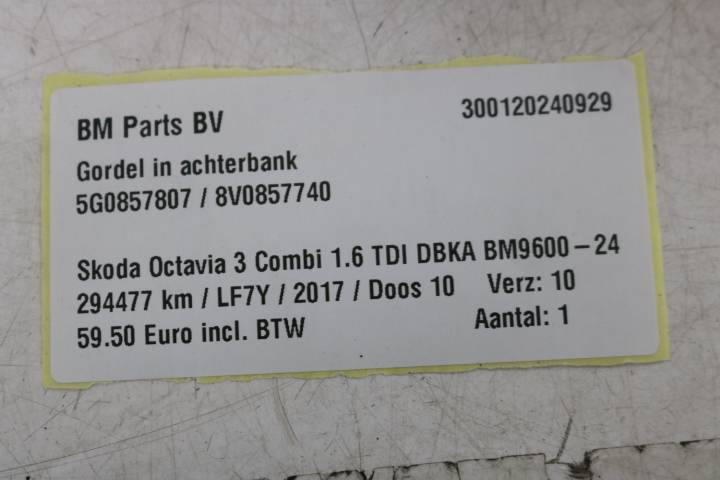 BM Parts BV 300120240929
Gordel in achterbank
5G0857807 / 8V0857740
Skoda Octavia 3 Combi 1.6 TDI DBKA BM9600-24
294477 km / LF7Y / 2017 / Doos 10 Verz: 10
59.50 Euro incl. BTW Aantal: 1